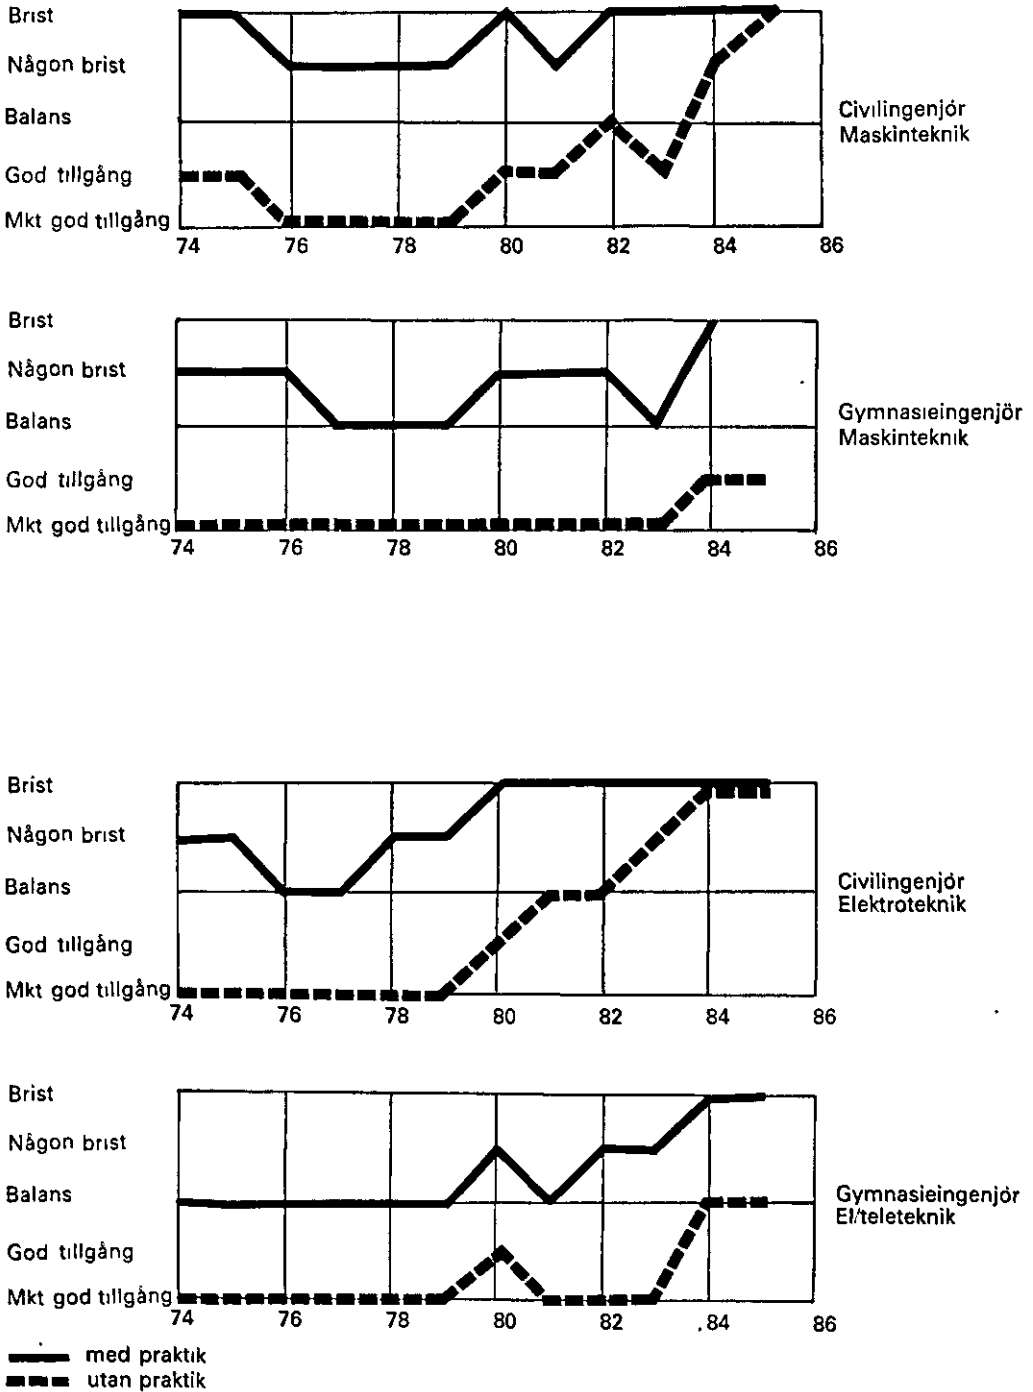 Brist
Någon brist
Balans
God tillgång
Mkt god tillgång
74 76 78 80 82 84 86
Civilingenjör
Maskinteknik
Brist
Någon brist
Balans
God tillgång
Mkt god tillgång
74 76 78 80 82 84 86
Gymnasieingenjör
Maskinteknik
Brist
Någon brist
Balans
God tillgång
Mkt god tillgång
74 76 78 80 82 84 86
Civilingenjör
Elektroteknik
Brist
Någon brist
Balans
God tillgång
Mkt god tillgång
74 76 78 80 82 84 86
Gymnasieingenjör
El/teleteknik
med praktik
utan praktik